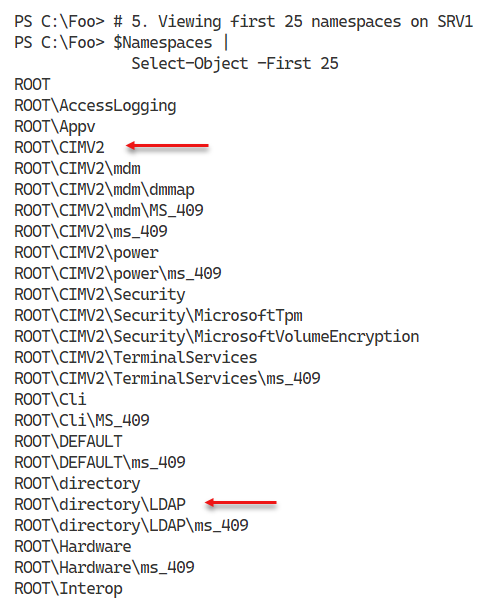 PS C:\Foo> # 5. Viewing first 25 namespaces on SRV1
PS C:\Foo> $Namespaces |
Select-Object -First 25
ROOT
ROOT\AccessLogging
ROOT\Appv
ROOT\CIMV2
ROOT\CIMV2\mdm
ROOT\CIMV2\mdm\dmmap
ROOT\CIMV2\mdm\MS_409
ROOT\CIMV2\ms_409
ROOT\CIMV2\power
ROOT\CIMV2\power\ms_409
ROOT\CIMV2\Security
ROOT\CIMV2\Security\MicrosoftTpm
ROOT\CIMV2\Security\MicrosoftVolumeEncryption
ROOT\CIMV2\TerminalServices
ROOT\CIMV2\TerminalServices\ms_409
ROOT\Cli
ROOT\Cli\MS_409
ROOT\DEFAULT
ROOT\DEFAULT\ms_409
ROOT\directory
ROOT\directory\LDAP
ROOT\directory\LDAP\ms_409
ROOT\Hardware
ROOT\Hardware\ms_409
ROOT\Interop